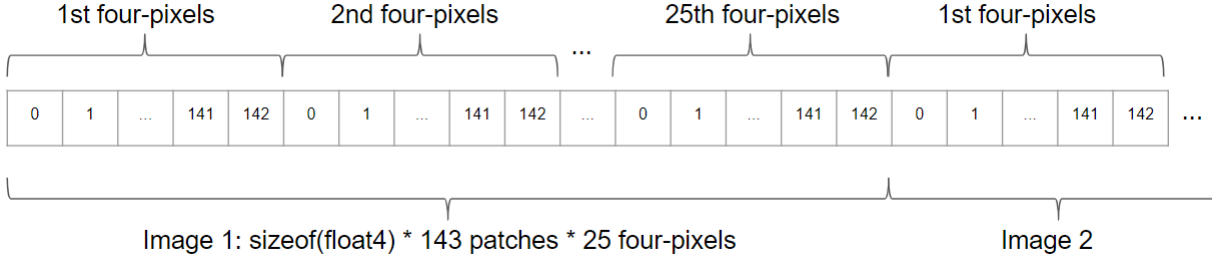 1st four-pixels 2nd four-pixels ... 25th four-pixels 1st four-pixels
0 1 ... 141 142 0 1 ... 141 142 ... 0 1 ... 141 142 0 1 ... 141 142 ...
Image 1: sizeof(float4) * 143 patches * 25 four-pixels Image 2